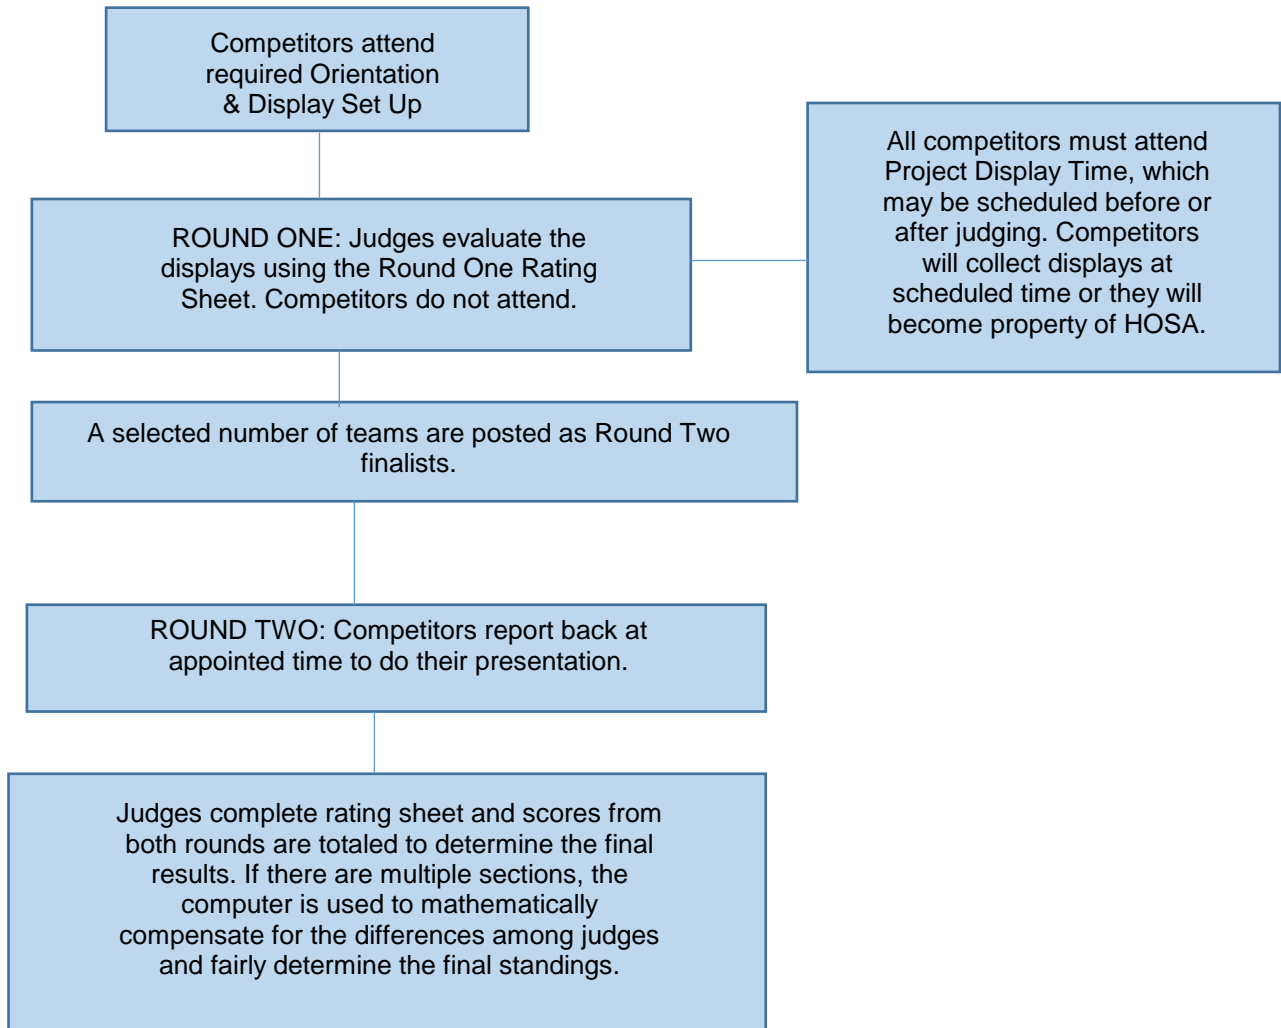 Competitors attend
required Orientation
& Display Set Up
ROUND ONE: Judges evaluate the
displays using the Round One Rating
Sheet. Competitors do not attend.
All competitors must attend
Project Display Time, which
may be scheduled before or
after judging. Competitors
will collect displays at
scheduled time or they will
become property of HOSA.
A selected number of teams are posted as Round Two
finalists.
ROUND TWO: Competitors report back at
appointed time to do their presentation.
Judges complete rating sheet and scores from
both rounds are totaled to determine the final
results. If there are multiple sections, the
computer is used to mathematically
compensate for the differences among judges
and fairly determine the final standings.